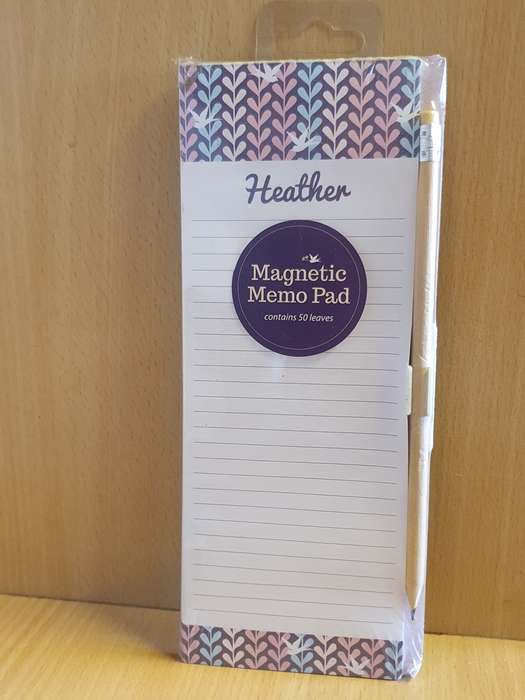 Heather
Magnetic
Memo Pad
contains 50 leaves